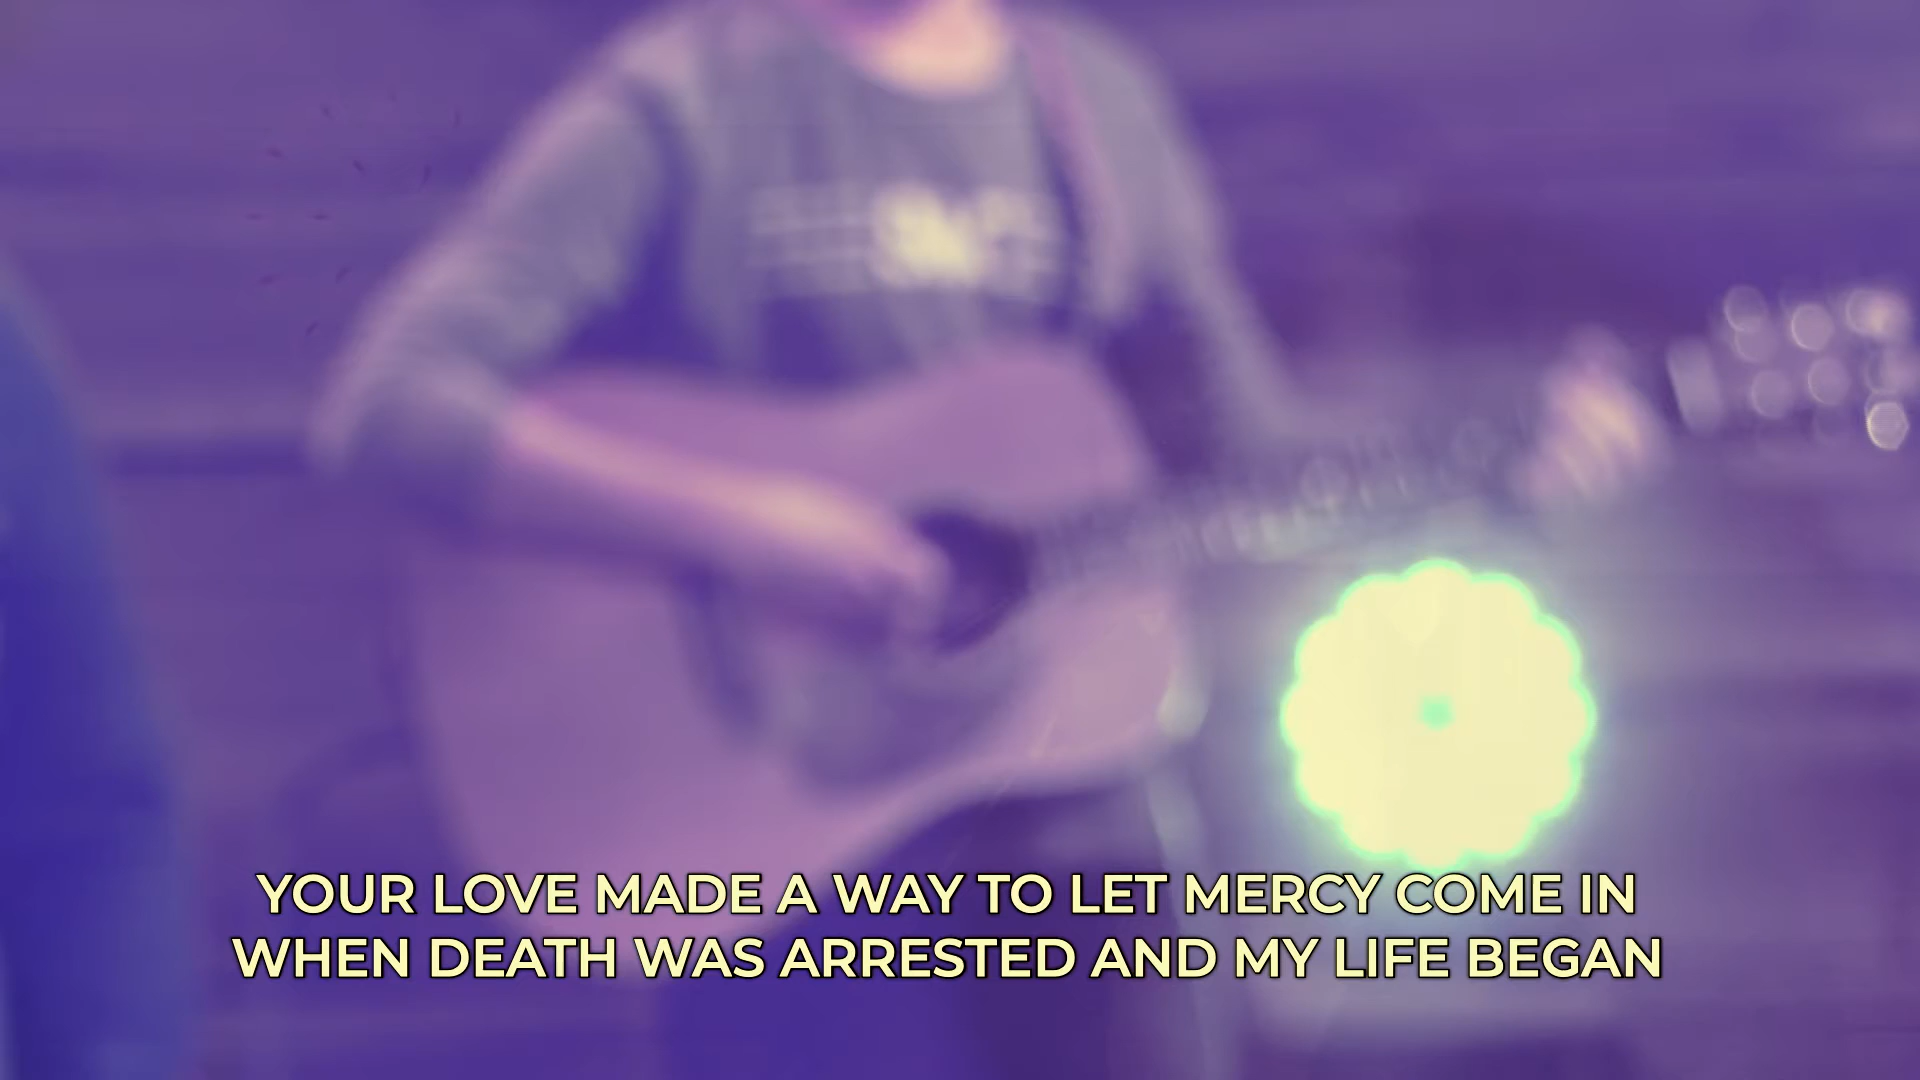 YOUR LOVE MADE A WAY TO LET MERCY COME IN
WHEN DEATH WAS ARRESTED AND MY LIFE BEGAN